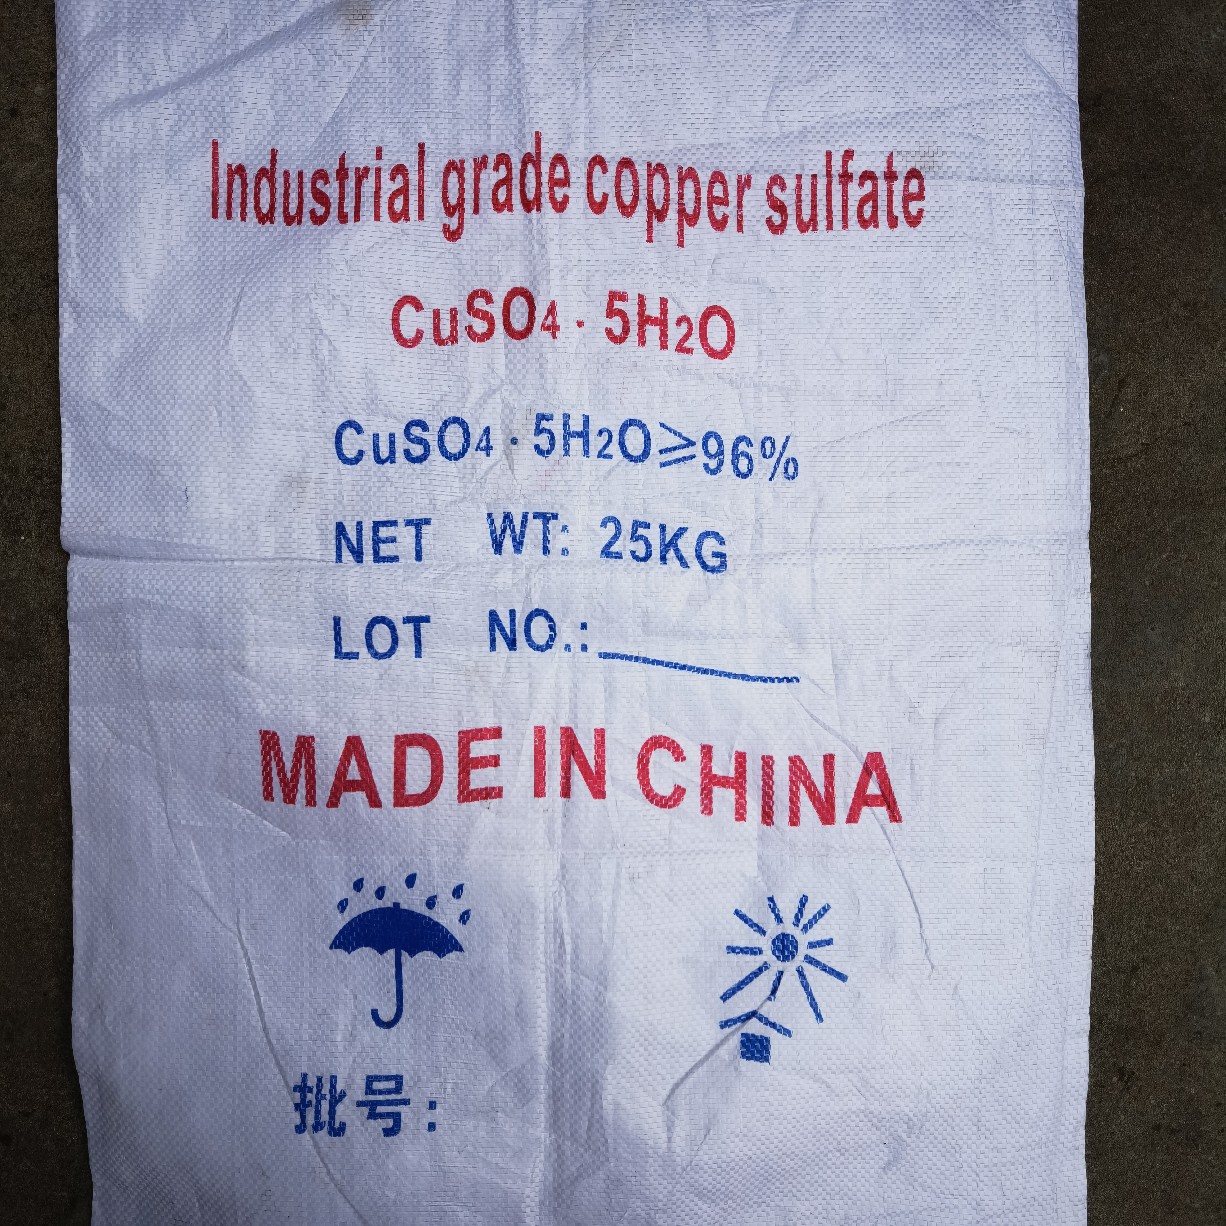 Industrial grade copper sulfate
CuSO4 · 5H2O
CuSO4 · 5H2O≥96%
NET WT: 25KG
LOT NO.:
MADE IN CHINA
批号: